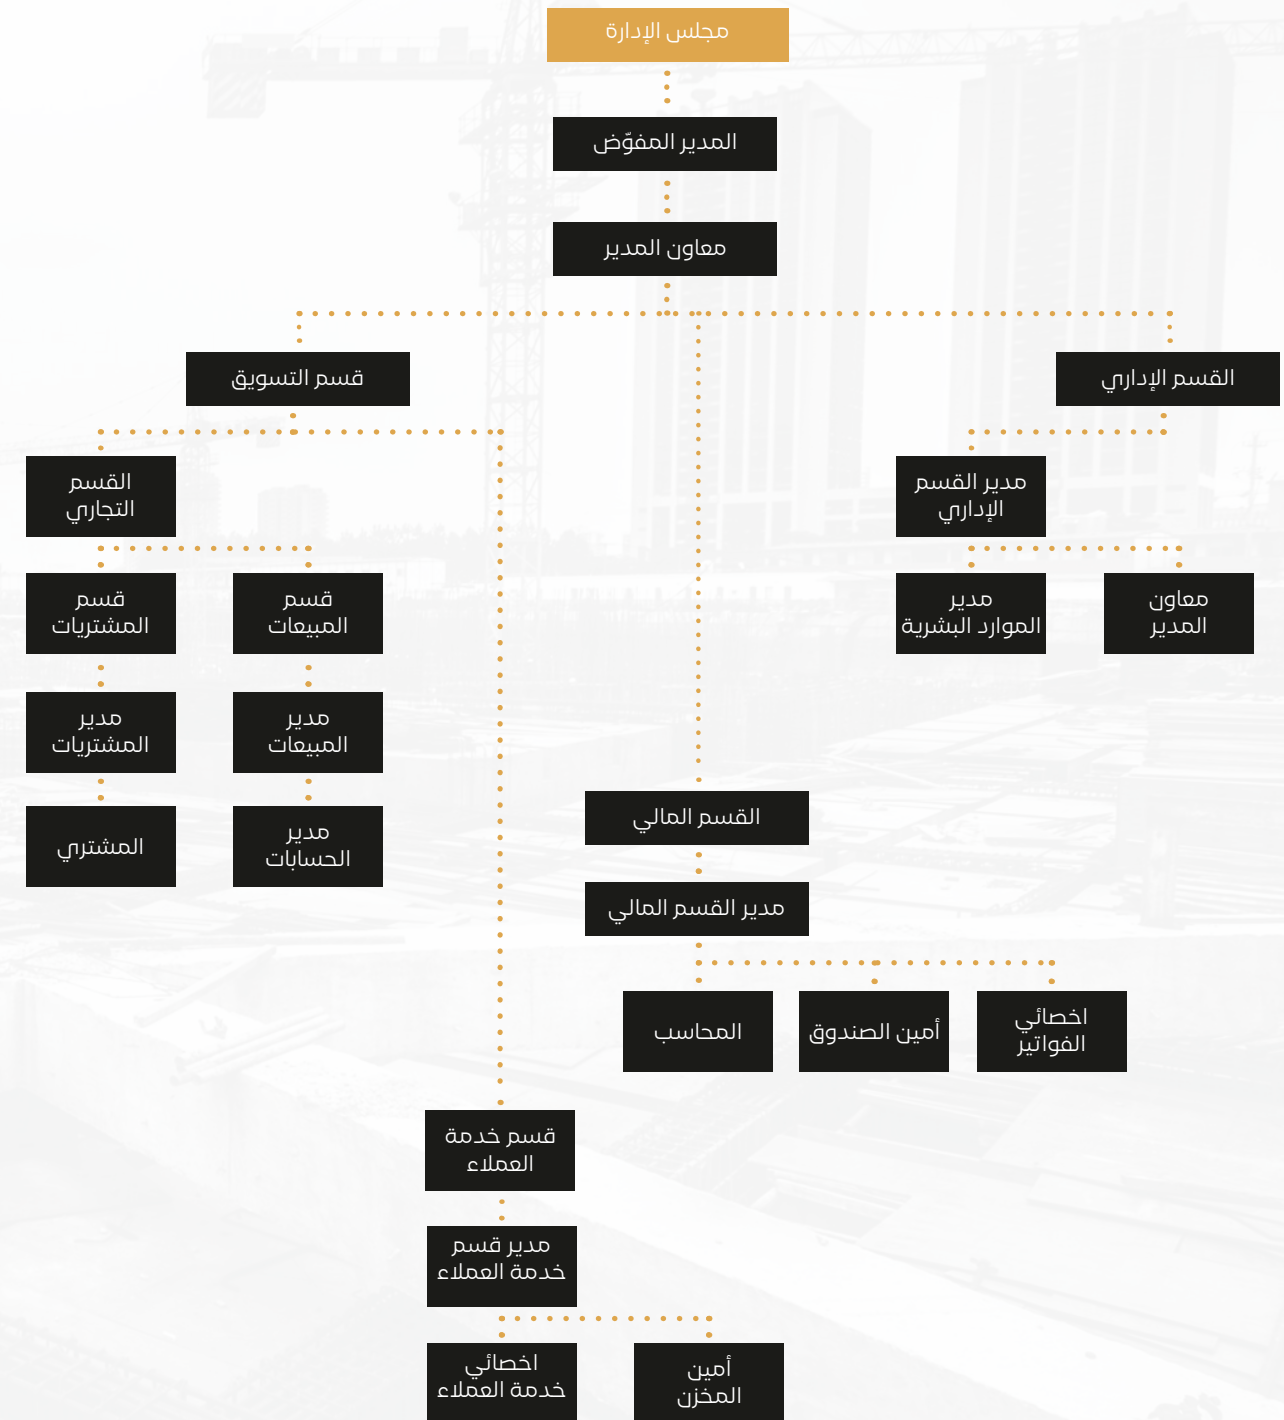 مجلس الإدارة
المدير المفوّض
معاون المدير
القسم الإداري
قسم التسويق
مدير القسم
الإداري
القسم
التجاري
معاون
المدير
مدير
الموارد البشرية
قسم
المبيعات
قسم
المشتريات
مدير
المبيعات
مدير
المشتريات
القسم المالي
مدير
الحسابات
المشتري
مدير القسم المالي
اخصائي
الفواتير
أمين الصندوق
المحاسب
قسم خدمة
العملاء
مدير قسم
خدمة العملاء
أمين
المخزن
اخصائي
خدمة العملاء